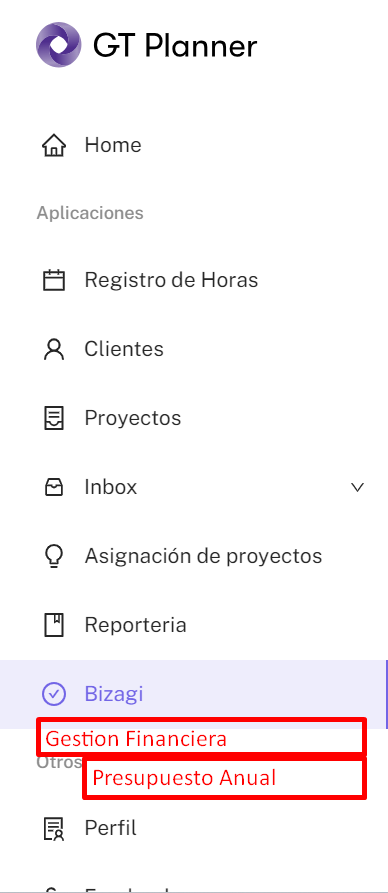 GT Planner
Home
Aplicaciones
Registro de Horas
Clientes
Proyectos
Inbox
Asignación de proyectos
Reporteria
Bizagi
Gestion Financiera
Otros
Presupuesto Anual
Perfil